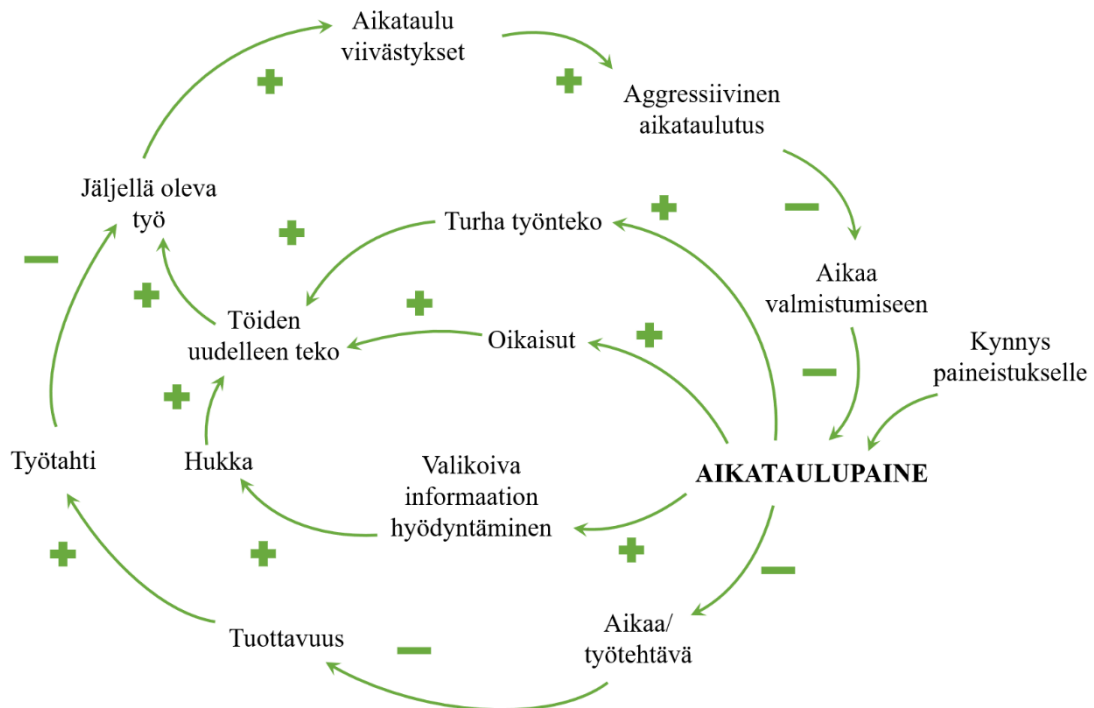 Aikataulu
viivästykset
Aggressiivinen
aikataulutus
Jäljellä oleva
työ
Turha työnteko
Aikaa
valmistumiseen
Töiden
uudelleen teko
Oikaisut
Kynnys
paineistukselle
Työtahti
Hukka
Valikoiva
informaation
hyödyntäminen
AIKATAULUPAINE
Tuottavuus
Aikaa/
työtehtävä